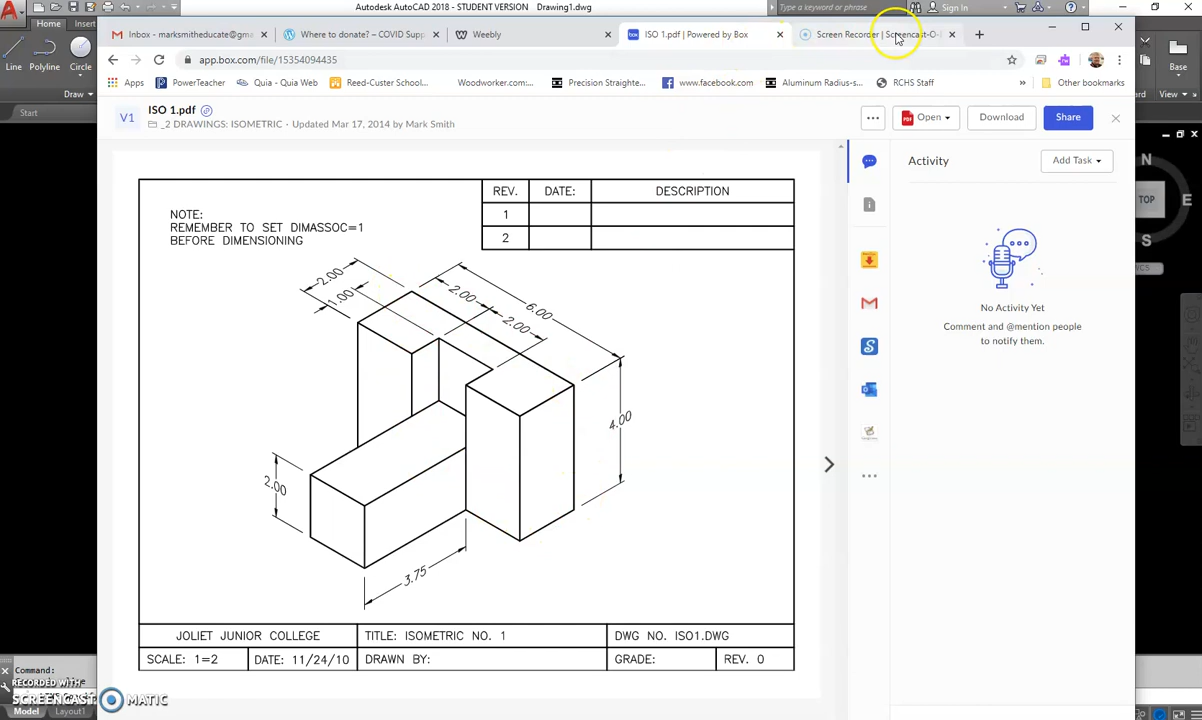 Autodesk AutoCAD 2018 - STUDENT VERSION Drawing1.dwg
Type a keyword or phrase
Sign In
Home Insert
Line Polyline Circle
Draw
Start
Inbox - marksmitheducate@gm
Where to donate? – COVID Supp
Weebly
ISO 1.pdf | Powered by Box
Screen Recorder | Screencast-O-
app.box.com/file/15354094435
Apps
PowerTeacher
Quia - Quia Web
Reed-Custer School...
Precision Straighte...
www.facebook.com
Aluminum Radius-s...
RCHS Staff
»
Other bookmarks
Base
View
V1
ISO 1.pdf
_2 DRAWINGS: ISOMETRIC • Updated Mar 17, 2014 by Mark Smith
Open
Download
Share
Activity
Add Task
No Activity Yet
Comment and @mention people
to notify them.
N
TOP
E
S
WCS
NOTE:
REMEMBER TO SET DIMASSOC=1
BEFORE DIMENSIONING
REV. DATE: DESCRIPTION
1
2
2.00
1.00
2.00
6.00
2.00
4.00
2.00
3.75
JOLIET JUNIOR COLLEGE
TITLE: ISOMETRIC NO. 1
DWG NO. ISO1.DWG
SCALE: 1=2
DATE: 11/24/10
DRAWN BY:
GRADE:
REV. 0
Command:
RECORDED WITH
SCREENCAST MATIC
Model Layout1